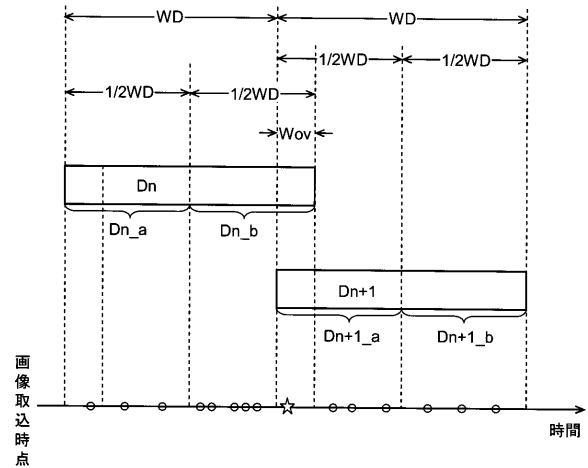 WD WD
1/2WD 1/2WD
1/2WD 1/2WD
Wov
Dn
Dn_a Dn_b
Dn+1
Dn+1_a Dn+1_b
画像取込時点
時間